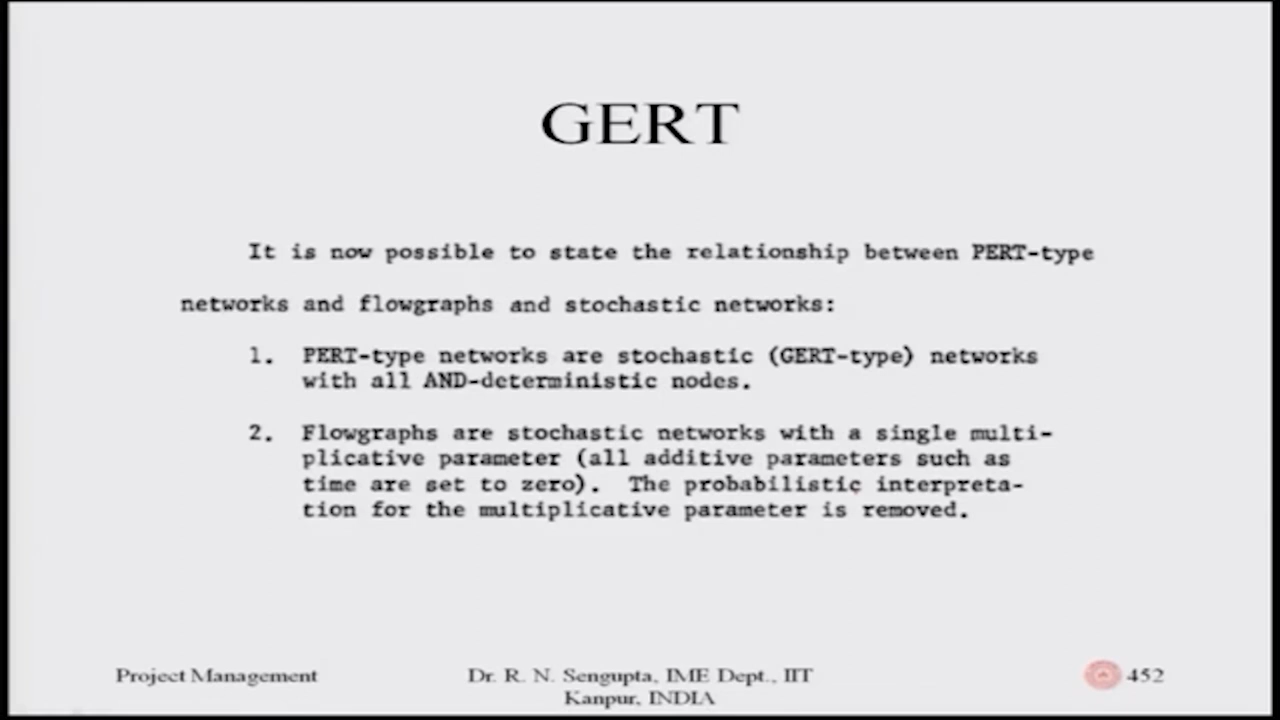 GERT
It is now possible to state the relationship between PERT-type
networks and flowgraphs and stochastic networks:
1. PERT-type networks are stochastic (GERT-type) networks
with all AND-deterministic nodes.
2. Flowgraphs are stochastic networks with a single multi-
plicative parameter (all additive parameters such as
time are set to zero). The probabilistic interpreta-
tion for the multiplicative parameter is removed.
Project Management
Dr. R. N. Sengupta, IME Dept., IIT
Kanpur, INDIA
452